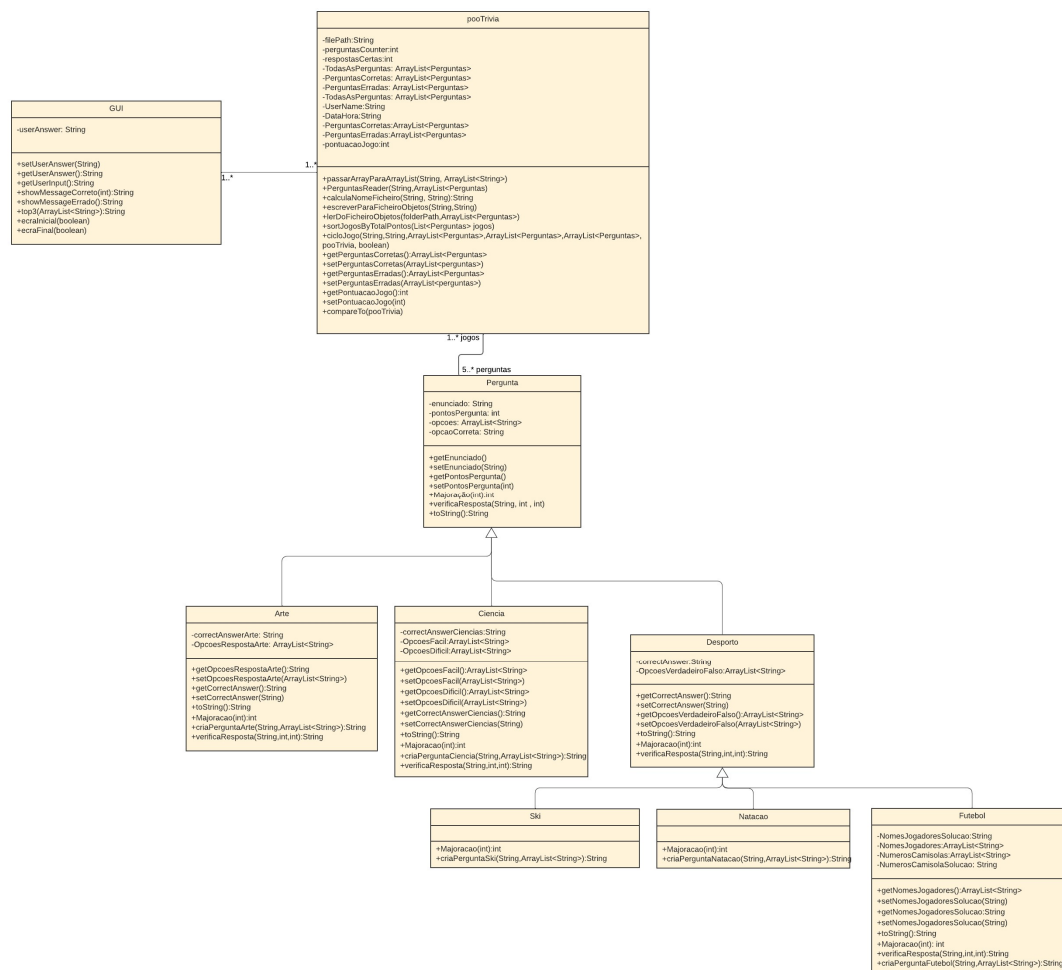 pooTrivia
-filePath:String
-perguntasCounter:int
-respostasCertas:int
-TodasAsPerguntas: ArrayList<Perguntas>
-PerguntasCorretas: ArrayList<Perguntas>
-PerguntasErradas: ArrayList<Perguntas>
-TodasAsPerguntas: ArrayList<Perguntas>
-UserName:String
-DataHora:String
-PerguntasCorretas:ArrayList<Perguntas>
-PerguntasErradas:ArrayList<Perguntas>
-pontuacaoJogo:int
+passarArrayParaArrayList(String, ArrayList<String>)
+PerguntasReader(String,ArrayList<Perguntas)
+calculaNomeFicheiro(String, String):String
+escreverParaFicheiroObjetos(String,String)
+lerDoFicheiroObjetos(folderPath,ArrayList<Perguntas>)
+sortJogosByTotalPontos(List<Perguntas> jogos)
+cicloJogo(String,String,ArrayList<Perguntas>,ArrayList<Perguntas>,ArrayList<Perguntas>,
pooTrivia, boolean)
+getPerguntasCorretas():ArrayList<Perguntas>
+setPerguntasCorretas(ArrayList<perguntas>)
+getPerguntasErradas():ArrayList<Perguntas>
+setPerguntasErradas(ArrayList<perguntas>)
+getPontuacaoJogo():int
+setPontuacaoJogo(int)
+compareTo(pooTrivia)
GUI
-userAnswer: String
+setUserAnswer(String)
+getUserAnswer():String
+getUserInput():String
+showMessageCorreto(int):String
+showMessageErrado():String
+top3(ArrayList<String>):String
+ecraInicial(boolean)
+ecraFinal(boolean)
1..*
1..*
1..* jogos
5..* perguntas
Pergunta
-enunciado: String
-pontosPergunta: int
-opcoes: ArrayList<String>
-opcaoCorreta: String
+getEnunciado()
+setEnunciado(String)
+getPontosPergunta()
+setPontosPergunta(int)
+Majoração(int):int
+verificaResposta(String, int , int)
+toString():String
Arte
-correctAnswerArte: String
-OpcoesRespostaArte: ArrayList<String>
+getOpcoesRespostaArte():String
+setOpcoesRespostaArte(ArrayList<String>)
+getCorrectAnswer():String
+setCorrectAnswer(String)
+toString():String
+Majoracao(int):int
+criaPerguntaArte(String,ArrayList<String>):String
+verificaResposta(String,int,int):String
Ciencia
-correctAnswerCiencias:String
-OpcoesFacil:ArrayList<String>
-OpcoesDificil:ArrayList<String>
+getOpcoesFacil():ArrayList<String>
+setOpcoesFacil(ArrayList<String>)
+getOpcoesDificil():ArrayList<String>
+setOpcoesDificil(ArrayList<String>)
+getCorrectAnswerCiencias():String
+setCorrectAnswerCiencias(String)
+toString():String
+Majoracao(int):int
+criaPerguntaCiencia(String,ArrayList<String>):String
+verificaResposta(String,int,int):String
Desporto
-correctAnswer:String
-OpcoesVerdadeiroFalso:ArrayList<String>
+getCorrectAnswer():String
+setCorrectAnswer(String)
+getOpcoesVerdadeiroFalso():ArrayList<String>
+setOpcoesVerdadeiroFalso(ArrayList<String>)
+toString():String
+Majoracao(int):int
+verificaResposta(String,int,int):String
Ski
+Majoracao(int):int
+criaPerguntaSki(String,ArrayList<String>):String
Natacao
+Majoracao(int):int
+criaPerguntaNatacao(String,ArrayList<String>):String
Futebol
-NomesJogadoresSolucao:String
-NomesJogadores:ArrayList<String>
-NumerosCamisolas:ArrayList<String>
-NumerosCamisolaSolucao: String
+getNomesJogadores():ArrayList<String>
+setNomesJogadoresSolucao(String)
+getNomesJogadoresSolucao:String
+setNomesJogadoresSolucao(String)
+toString():String
+Majoracao(int): int
+verificaResposta(String,int,int):String
+criaPerguntaFutebol(String,ArrayList<String>):String